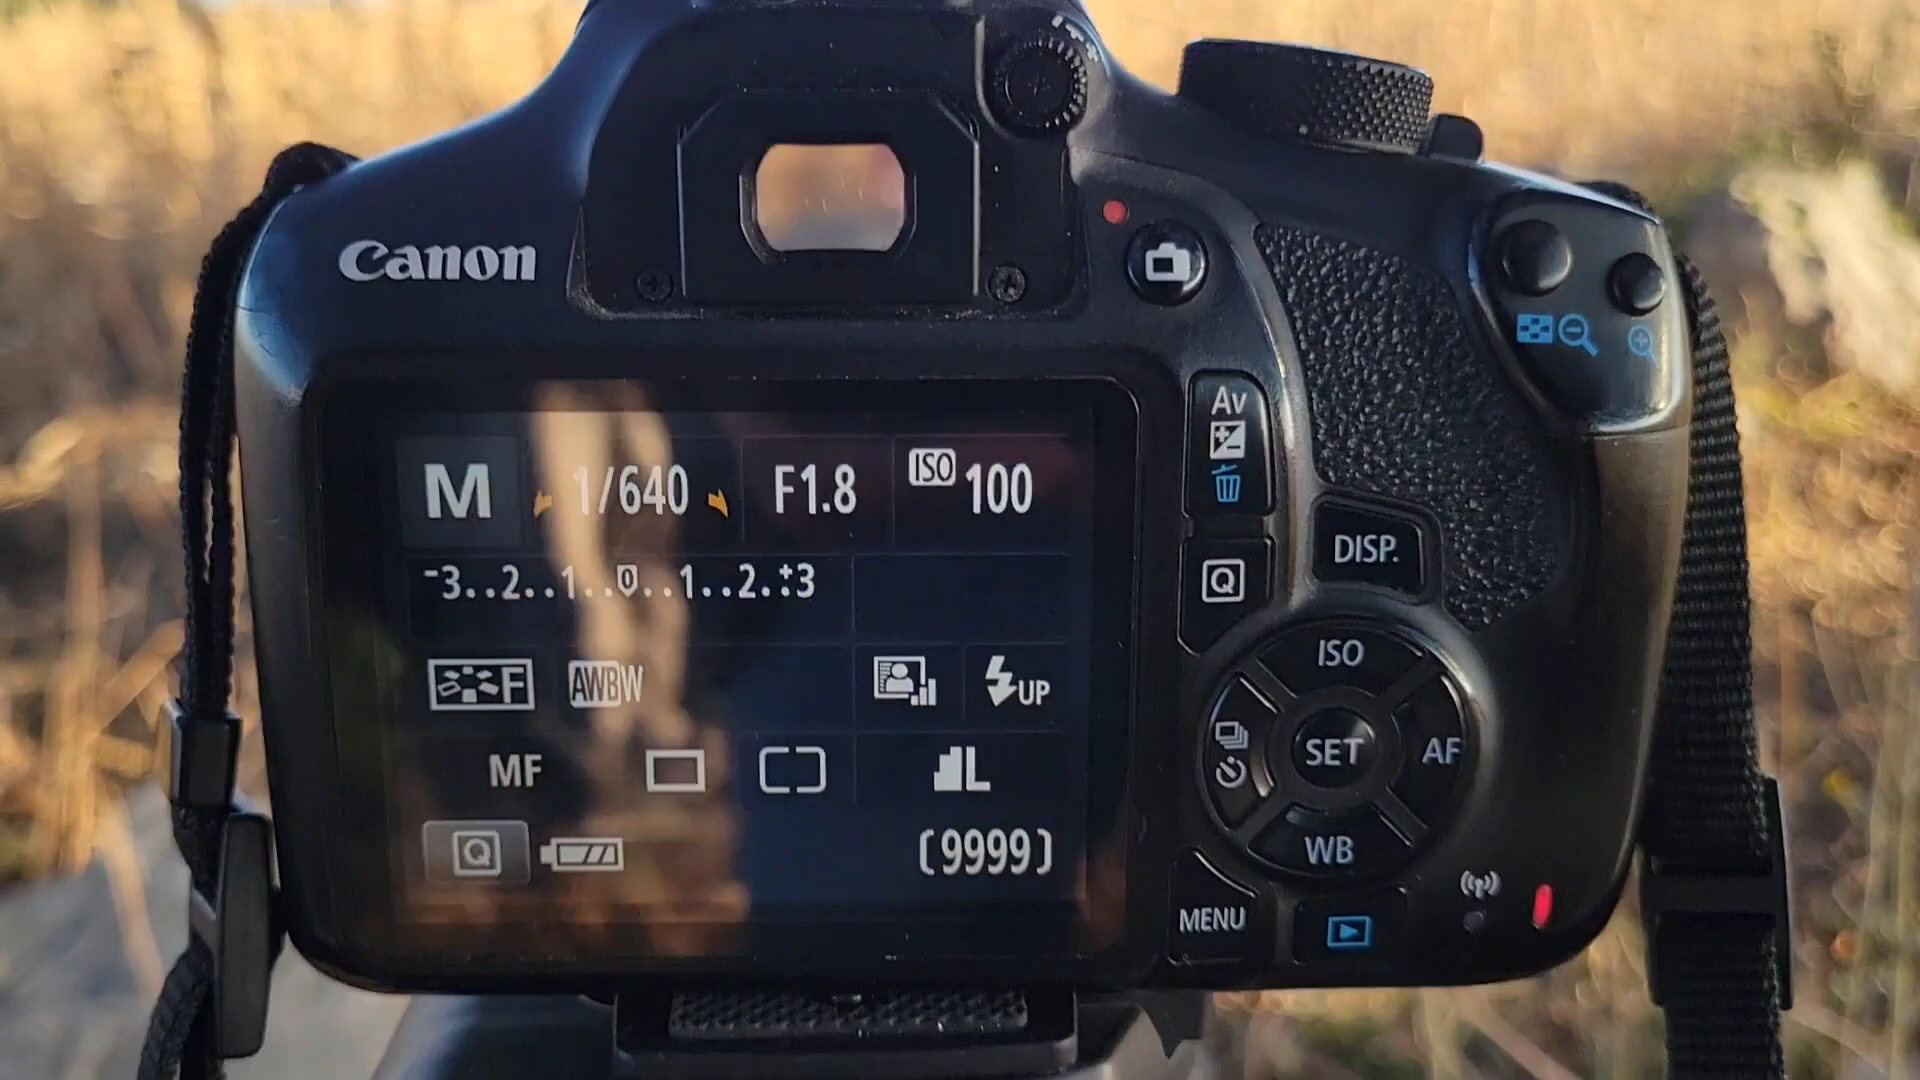 Canon
M 1/640 F1.8 ISO 100
-3..2..1..0..1..2.:+3
F AWBW UP
MF L
Q (9999)
Av
Q
DISP.
ISO
SET AF
WB
MENU